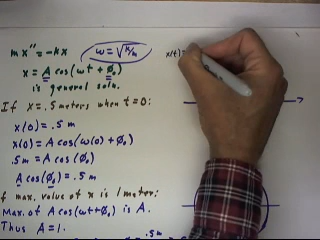 mx" = -kx
ω = √k/m
x = A cos(ωt + φ₀)
is general soln.
If x = .5 meters when t = 0:
x(0) = .5 m
x(0) = A cos(ω(0) + φ₀)
.5m = A cos(φ₀)
A cos(φ₀) = .5 m
f max. value of x is 1 meter:
Max. of A cos(ωt + φ₀) is A.
Thus A = 1.
.5 m
x(t) =